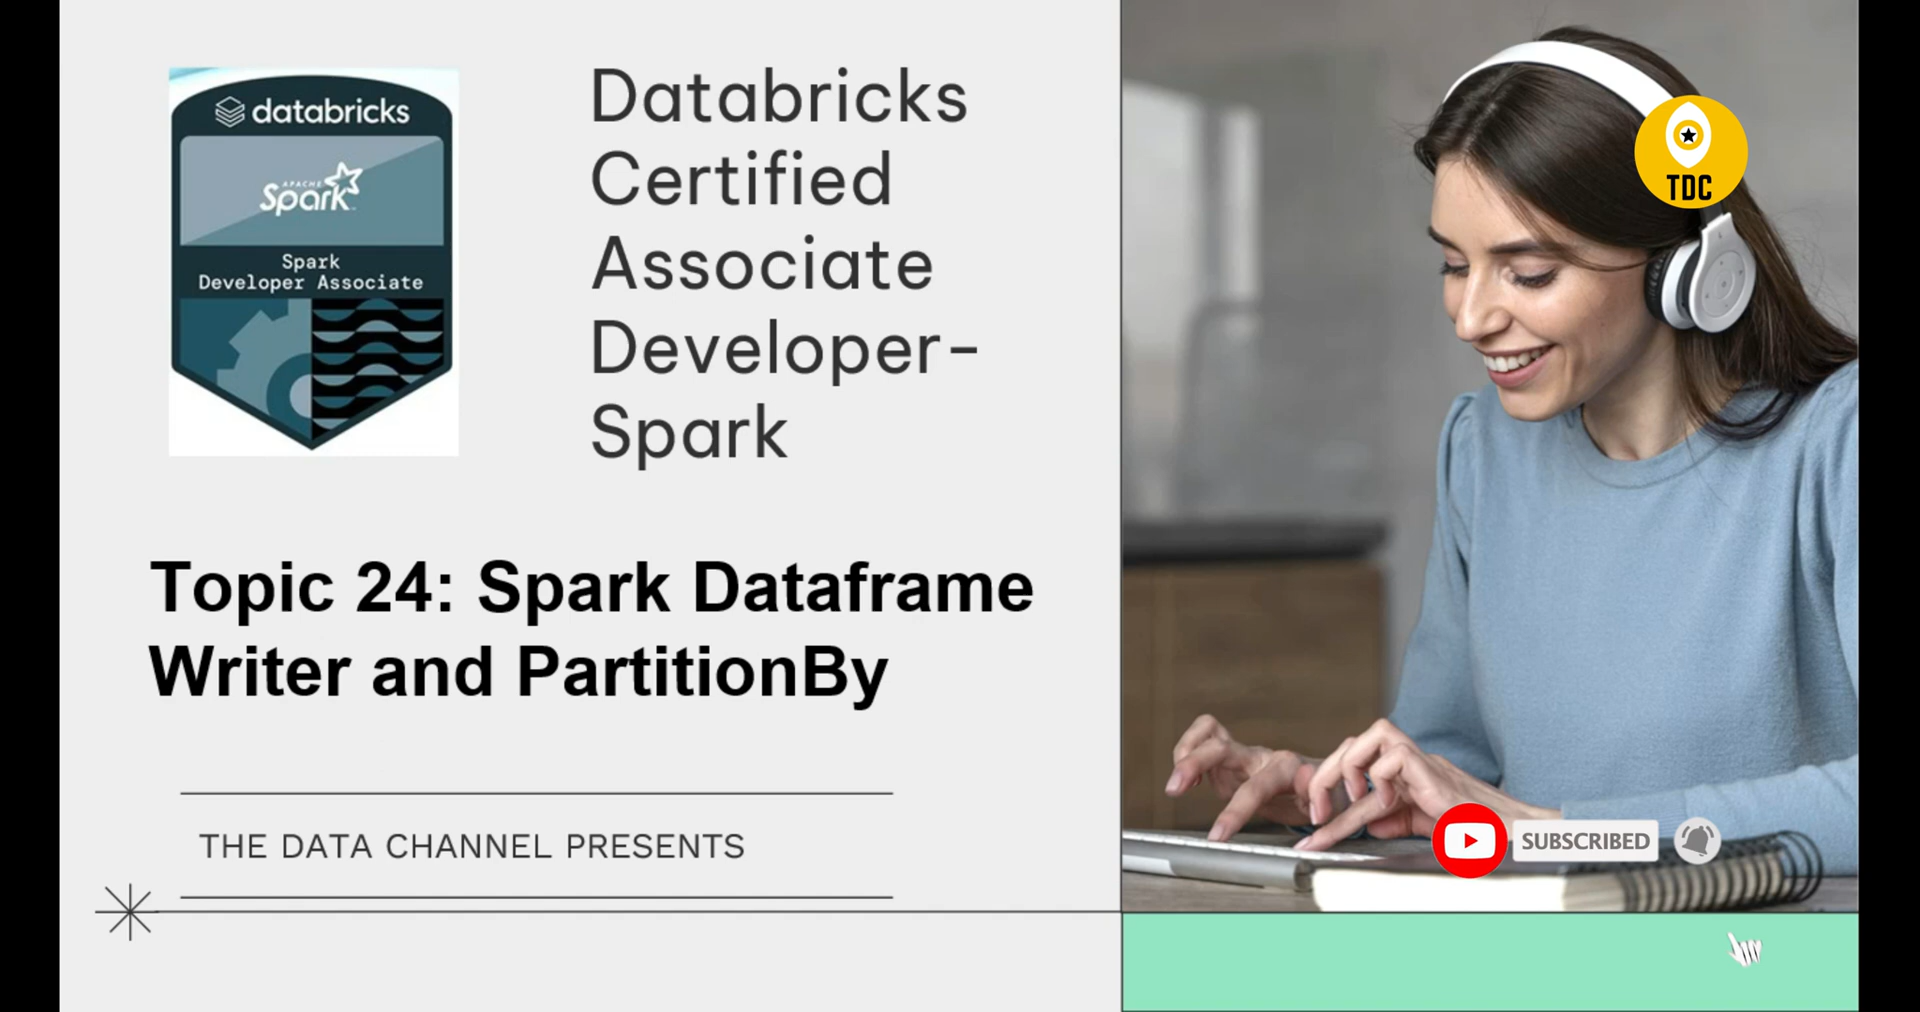 databricks
APACHE
Spark
Spark
Developer Associate
Databricks
Certified
Associate
Developer-
Spark
Topic 24: Spark Dataframe
Writer and PartitionBy
THE DATA CHANNEL PRESENTS
TDC
SUBSCRIBED